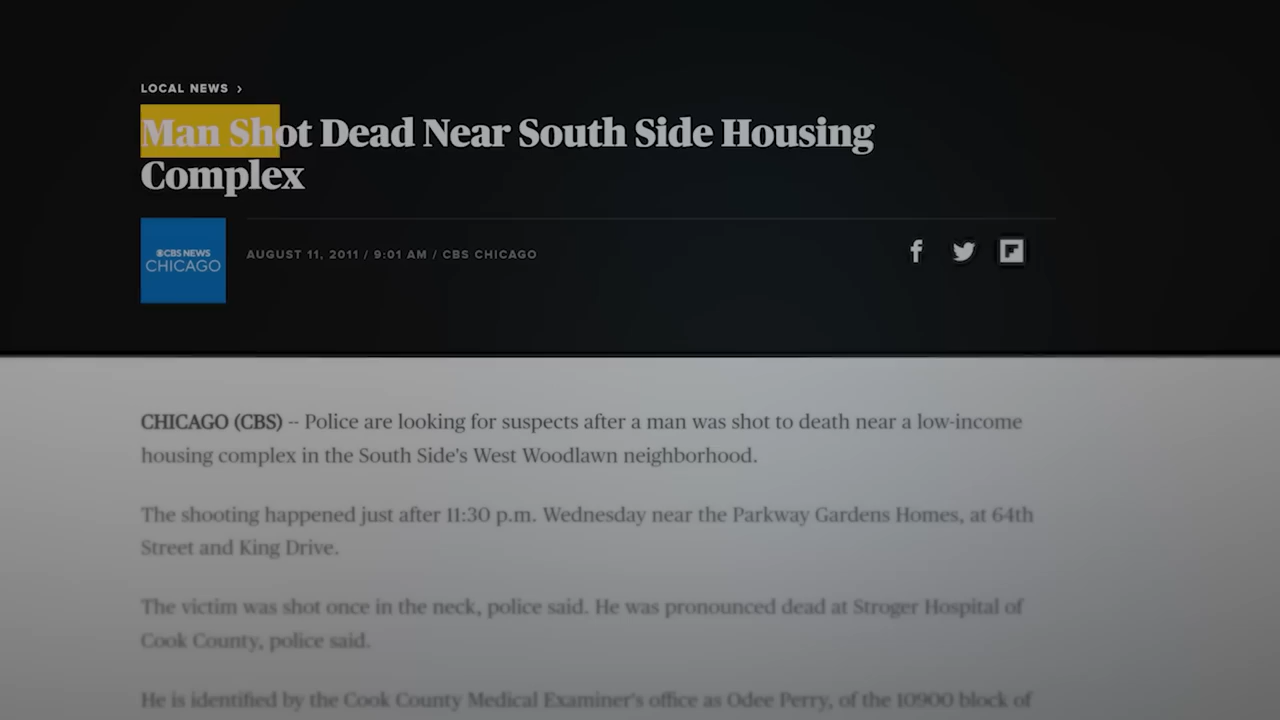 LOCAL NEWS ›
Man Shot Dead Near South Side Housing
Complex
CBS NEWS
CHICAGO
AUGUST 11, 2011 / 9:01 AM / CBS CHICAGO
CHICAGO (CBS) -- Police are looking for suspects after a man was shot to death near a low-income
housing complex in the South Side's West Woodlawn neighborhood.
The shooting happened just after 11:30 p.m. Wednesday near the Parkway Gardens Homes, at 64th
Street and King Drive.
The victim was shot once in the neck, police said. He was pronounced dead at Stroger Hospital of
Cook County, police said.
He is identified by the Cook County Medical Examiner's office as Odee Perry, of the 10900 block of